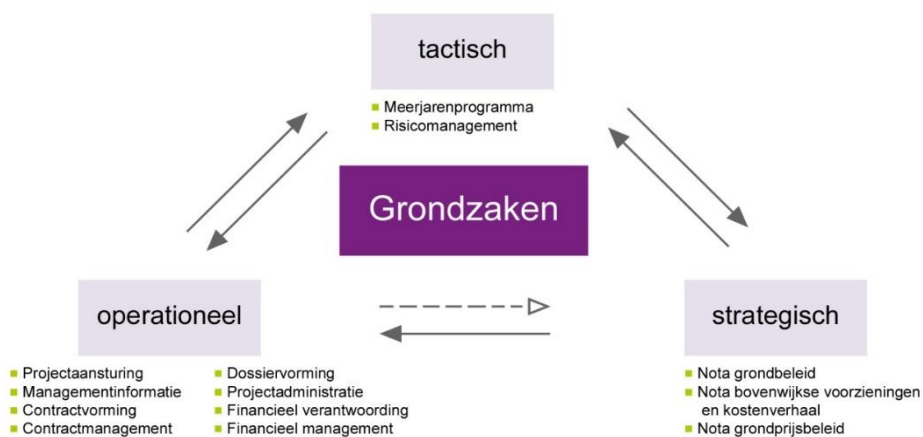 tactisch
Meerjarenprogramma
Risicomanagement
Grondzaken
operationeel
Projectaansturing
Managementinformatie
Contractvorming
Contractmanagement
Dossiervorming
Projectadministratie
Financieel verantwoording
Financieel management
strategisch
Nota grondbeleid
Nota bovenwijkse voorzieningen
en kostenverhaal
Nota grondprijsbeleid